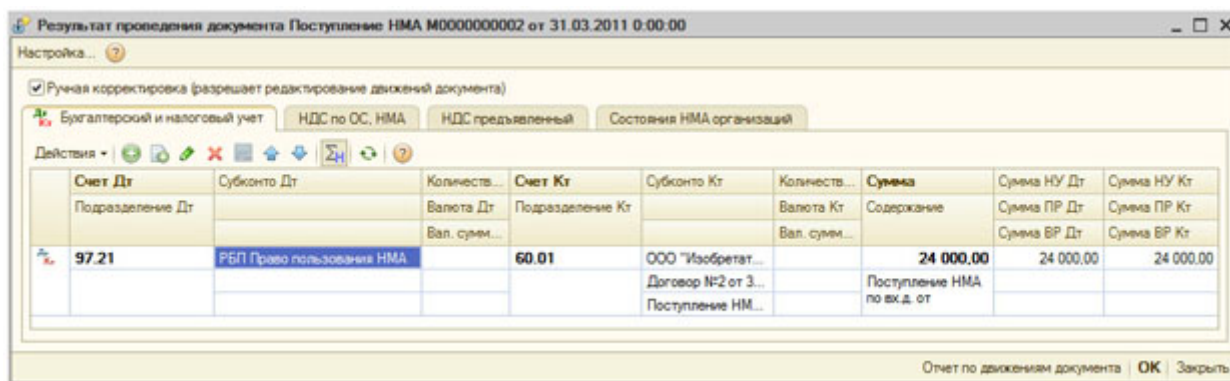 Результат проведения документа Поступление НМА М0000000002 от 31.03.2011 0:00:00
Настройка...
Ручная корректировка (разрешает редактирование движений документа)
Бухгалтерский и налоговый учет НДС по ОС, НМА НДС предъявленный Состояния НМА организаций
Действия
Счет Дт Субконто Дт Количеств... Счет Кт Субконто Кт Количеств... Сумма Сумма НУ Дт Сумма НУ Кт
Подразделение Дт Валюта Дт Подразделение Кт Валюта Кт Содержание Сумма ПР Дт Сумма ПР Кт
Вал. сумм... Вал. сумм... Сумма ВР Дт Сумма ВР Кт
97.21 РБП Право пользования НМА 60.01 ООО "Изобретат... 24 000,00 24 000,00 24 000,00
Договор №2 от 3... Поступление НМА
Поступление НМ... по вх.д. от
Отчет по движениям документа OK Закрыть